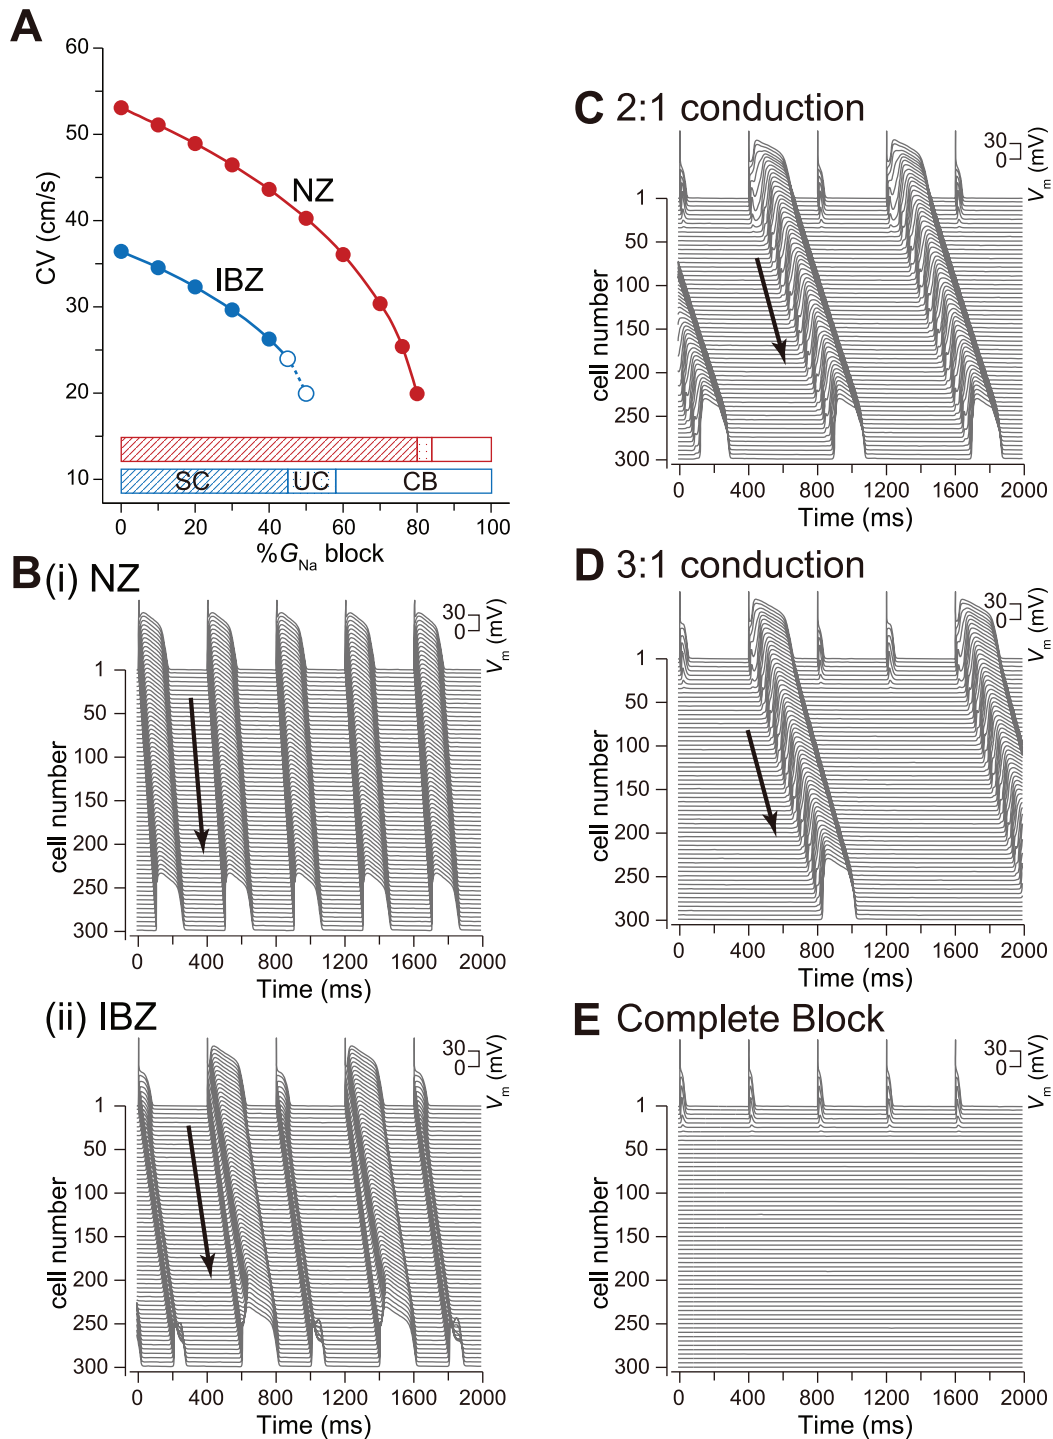 A
60
50
40
30
20
10
CV (cm/s)
NZ
IBZ
SC
UC
CB
0 20 40 60 80 100
%GNa block
B (i) NZ
30
0
Vm (mV)
1
50
100
150
200
250
300
cell number
0 400 800 1200 1600 2000
Time (ms)
(ii) IBZ
30
0
Vm (mV)
1
50
100
150
200
250
300
cell number
0 400 800 1200 1600 2000
Time (ms)
C 2:1 conduction
30
0
Vm (mV)
1
50
100
150
200
250
300
cell number
0 400 800 1200 1600 2000
Time (ms)
D 3:1 conduction
30
0
Vm (mV)
1
50
100
150
200
250
300
cell number
0 400 800 1200 1600 2000
Time (ms)
E Complete Block
30
0
Vm (mV)
1
50
100
150
200
250
300
cell number
0 400 800 1200 1600 2000
Time (ms)